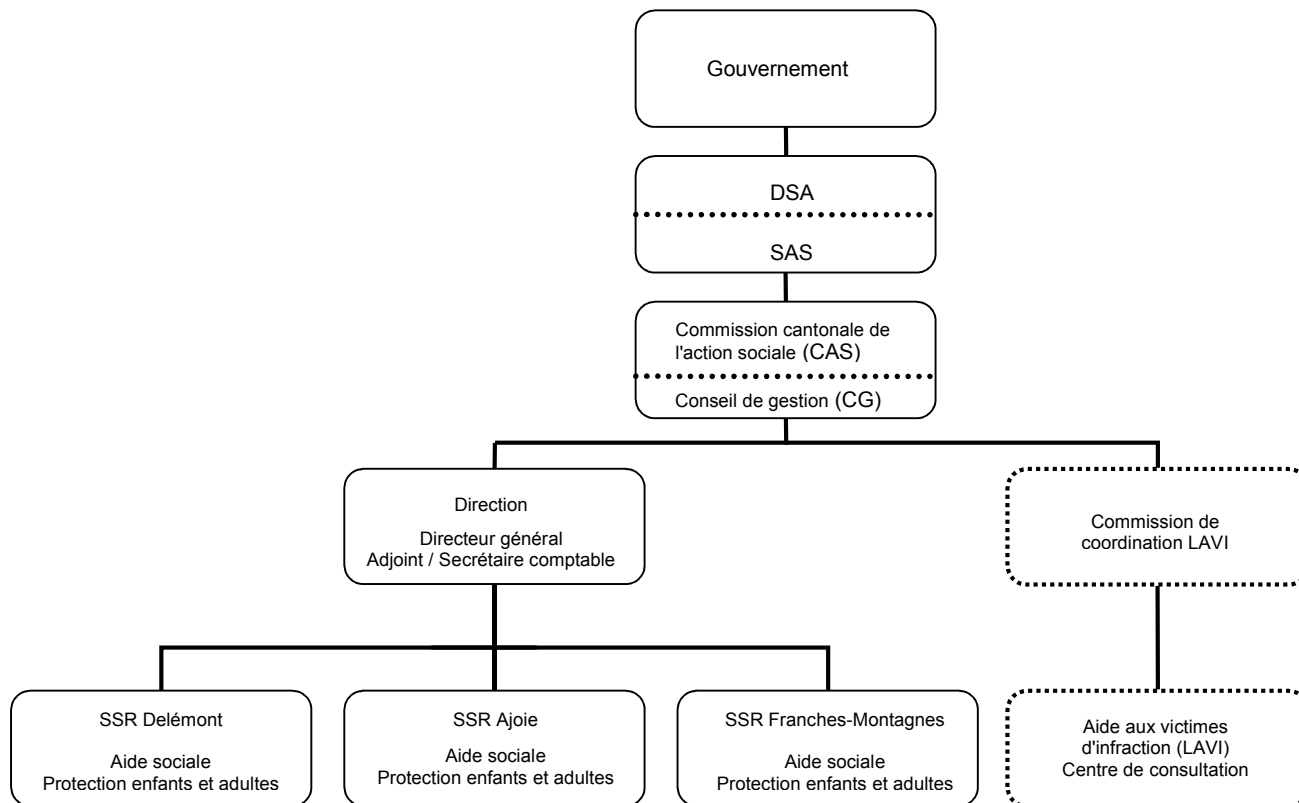 Gouvernement
DSA
SAS
Commission cantonale de
l'action sociale (CAS)
Conseil de gestion (CG)
Direction
Directeur général
Adjoint / Secrétaire comptable
Commission de
coordination LAVI
SSR Delémont
Aide sociale
Protection enfants et adultes
SSR Ajoie
Aide sociale
Protection enfants et adultes
SSR Franches-Montagnes
Aide sociale
Protection enfants et adultes
Aide aux victimes
d'infraction (LAVI)
Centre de consultation